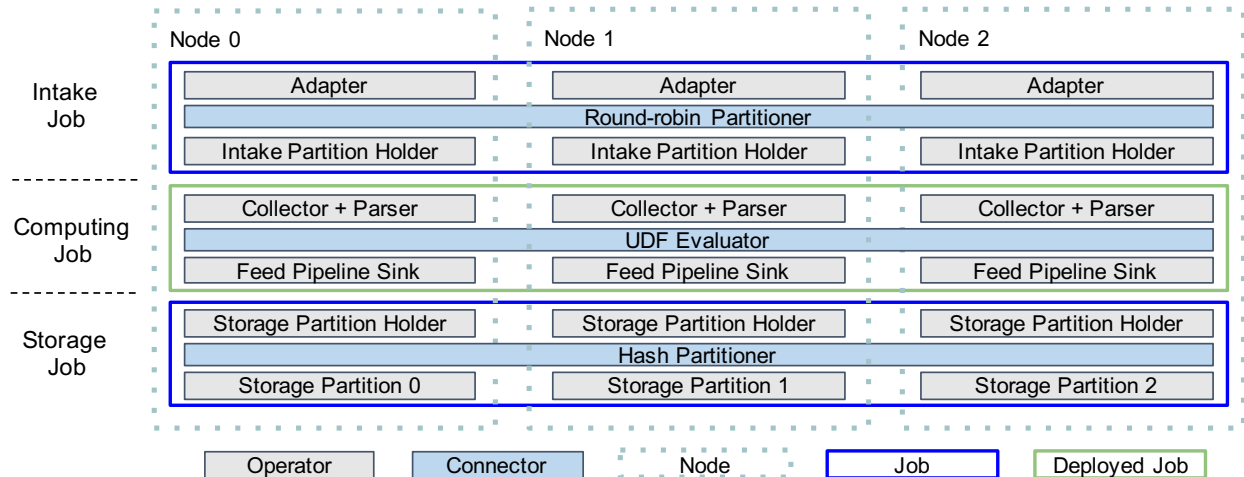 Node 0
Node 1
Node 2
Intake
Job
Adapter
Adapter
Adapter
Round-robin Partitioner
Intake Partition Holder
Intake Partition Holder
Intake Partition Holder
Computing
Job
Collector + Parser
Collector + Parser
Collector + Parser
UDF Evaluator
Feed Pipeline Sink
Feed Pipeline Sink
Feed Pipeline Sink
Storage
Job
Storage Partition Holder
Storage Partition Holder
Storage Partition Holder
Hash Partitioner
Storage Partition 0
Storage Partition 1
Storage Partition 2
Operator
Connector
Node
Job
Deployed Job